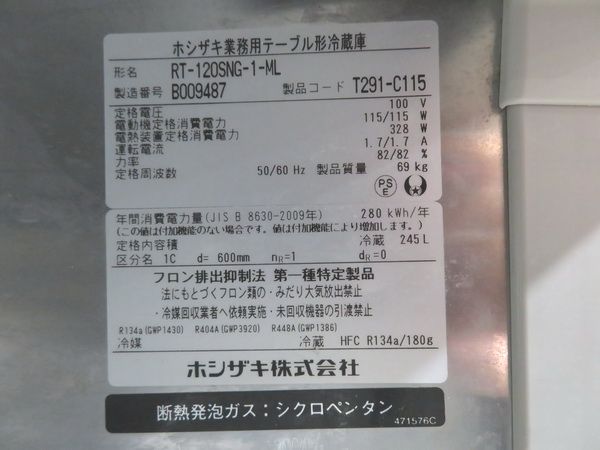 ホシザキ業務用テーブル形冷蔵庫
形名 RT-120SNG-1-ML
製造番号 B009487 製品コード T291-C115
定格電圧 100 V
電動機定格消費電力 115/115 W
電熱装置定格消費電力 328 W
運転電流 1.7/1.7 A
力率 82/82 %
定格周波数 50/60 Hz 製品質量 69 kg
PS E
年間消費電力量(JIS B 8630-2009年) 280 kWh/年
(この値は付加機能のない場合です。値は付加機能により増加します。)
定格内容積 冷蔵 245 L
区分名 1C d= 600mm nR=1 dR=0
フロン排出抑制法 第一種特定製品
法にもとづくフロン類の・みだり大気放出禁止
・冷媒回収業者へ依頼実施・未回収機器の引渡禁止
R134a(GWP1430) R404A(GWP3920) R448A(GWP1386)
冷媒 冷蔵 HFC R134a/180g
ホシザキ株式会社
断熱発泡ガス：シクロペンタン
471576C